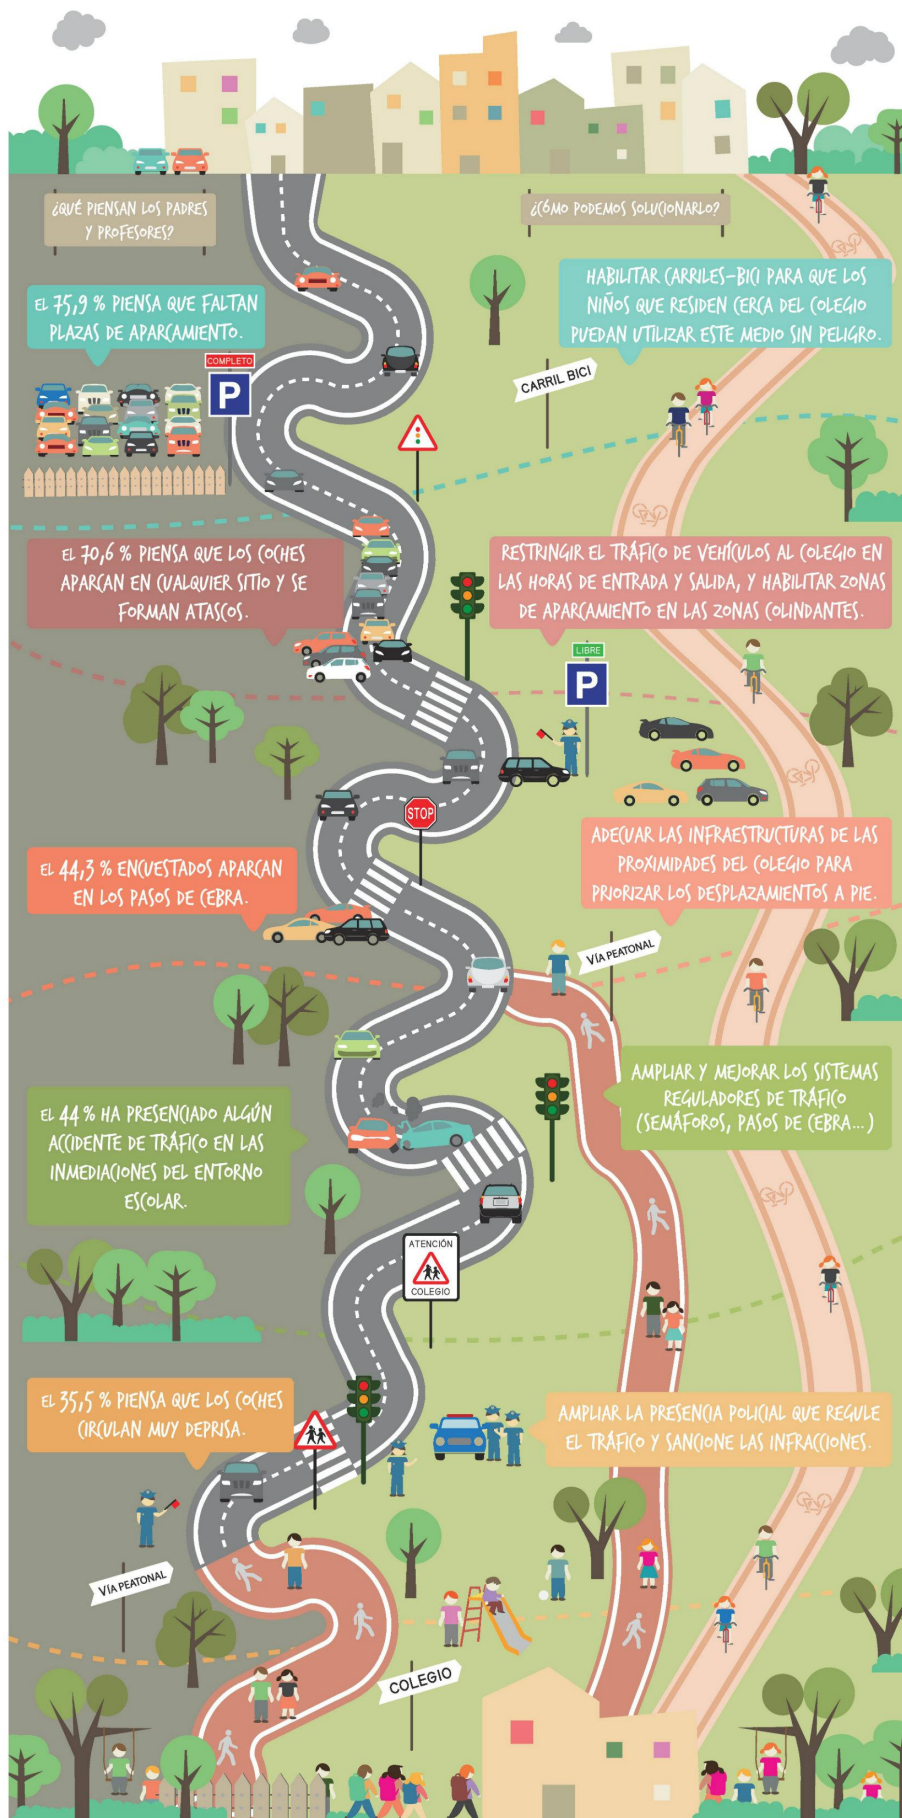 ¿QUÉ PIENSAN LOS PADRES
Y PROFESORES?
¿CÓMO PODEMOS SOLUCIONARLO?
EL 75,9 % PIENSA QUE FALTAN
PLAZAS DE APARCAMIENTO.
HABILITAR CARRILES-BICI PARA QUE LOS
NIÑOS QUE RESIDEN CERCA DEL COLEGIO
PUEDAN UTILIZAR ESTE MEDIO SIN PELIGRO.
COMPLETO
P
CARRIL BICI
EL 70,6 % PIENSA QUE LOS COCHES
APARCAN EN CUALQUIER SITIO Y SE
FORMAN ATASCOS.
RESTRINGIR EL TRÁFICO DE VEHÍCULOS AL COLEGIO EN
LAS HORAS DE ENTRADA Y SALIDA, Y HABILITAR ZONAS
DE APARCAMIENTO EN LAS ZONAS COLINDANTES.
LIBRE
P
STOP
EL 44,3 % ENCUESTADOS APARCAN
EN LOS PASOS DE CEBRA.
ADECUAR LAS INFRAESTRUCTURAS DE LAS
PROXIMIDADES DEL COLEGIO PARA
PRIORIZAR LOS DESPLAZAMIENTOS A PIE.
VÍA PEATONAL
EL 44 % HA PRESENCIADO ALGÚN
ACCIDENTE DE TRÁFICO EN LAS
INMEDIACIONES DEL ENTORNO
ESCOLAR.
AMPLIAR Y MEJORAR LOS SISTEMAS
REGULADORES DE TRÁFICO
(SEMÁFOROS, PASOS DE CEBRA...)
ATENCIÓN
COLEGIO
EL 35,5 % PIENSA QUE LOS COCHES
CIRCULAN MUY DEPRISA.
AMPLIAR LA PRESENCIA POLICIAL QUE REGULE
EL TRÁFICO Y SANCIONE LAS INFRACCIONES.
VÍA PEATONAL
COLEGIO